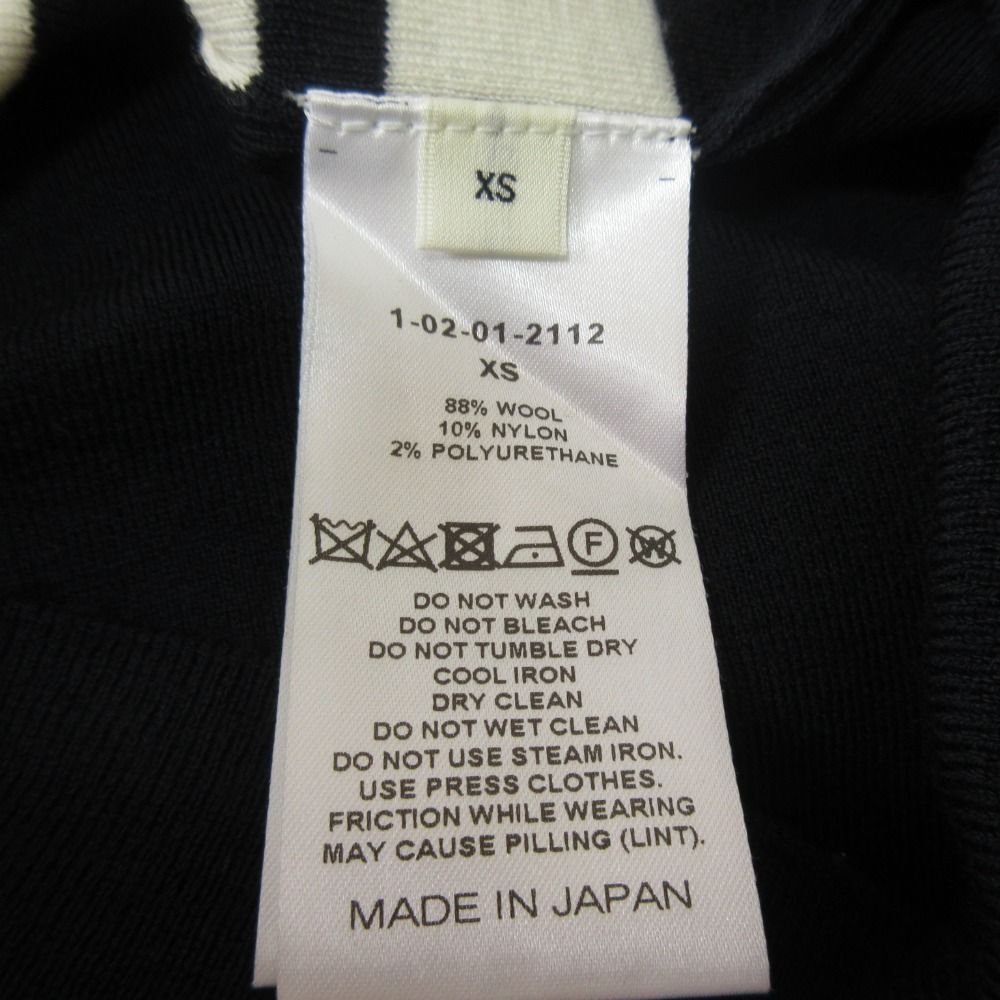 XS
1-02-01-2112
XS
88% WOOL
10% NYLON
2% POLYURETHANE
F W
DO NOT WASH
DO NOT BLEACH
DO NOT TUMBLE DRY
COOL IRON
DRY CLEAN
DO NOT WET CLEAN
DO NOT USE STEAM IRON.
USE PRESS CLOTHES.
FRICTION WHILE WEARING
MAY CAUSE PILLING (LINT).
MADE IN JAPAN